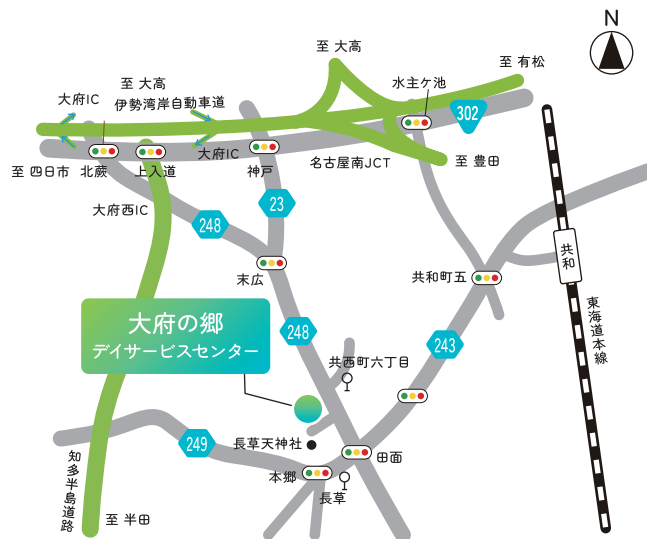 N
至 大高
至 有松
水主ケ池
至 大高
大府IC
伊勢湾岸自動車道
302
大府IC
名古屋南JCT
至 豊田
至 四日市
北蕨
上入道
神戸
大府西IC
23
248
共和
末広
共和町五
東海道本線
大府の郷
デイサービスセンター
248
243
共西町六丁目
249
長草天神社
田面
本郷
長草
知多半島道路
至 半田